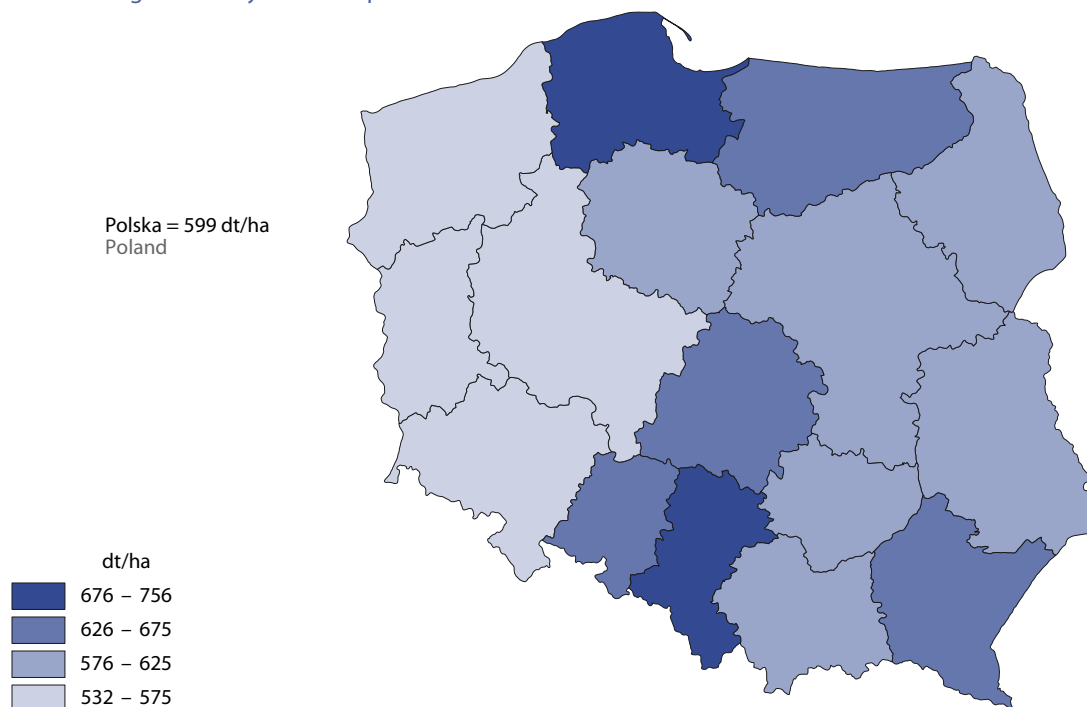 Polska = 599 dt/ha
Poland
dt/ha
676 – 756
626 – 675
576 – 625
532 – 575